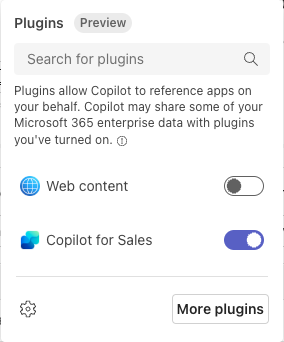 Plugins Preview
Search for plugins
Plugins allow Copilot to reference apps on
your behalf. Copilot may share some of your
Microsoft 365 enterprise data with plugins
you've turned on.
Web content
Copilot for Sales
More plugins